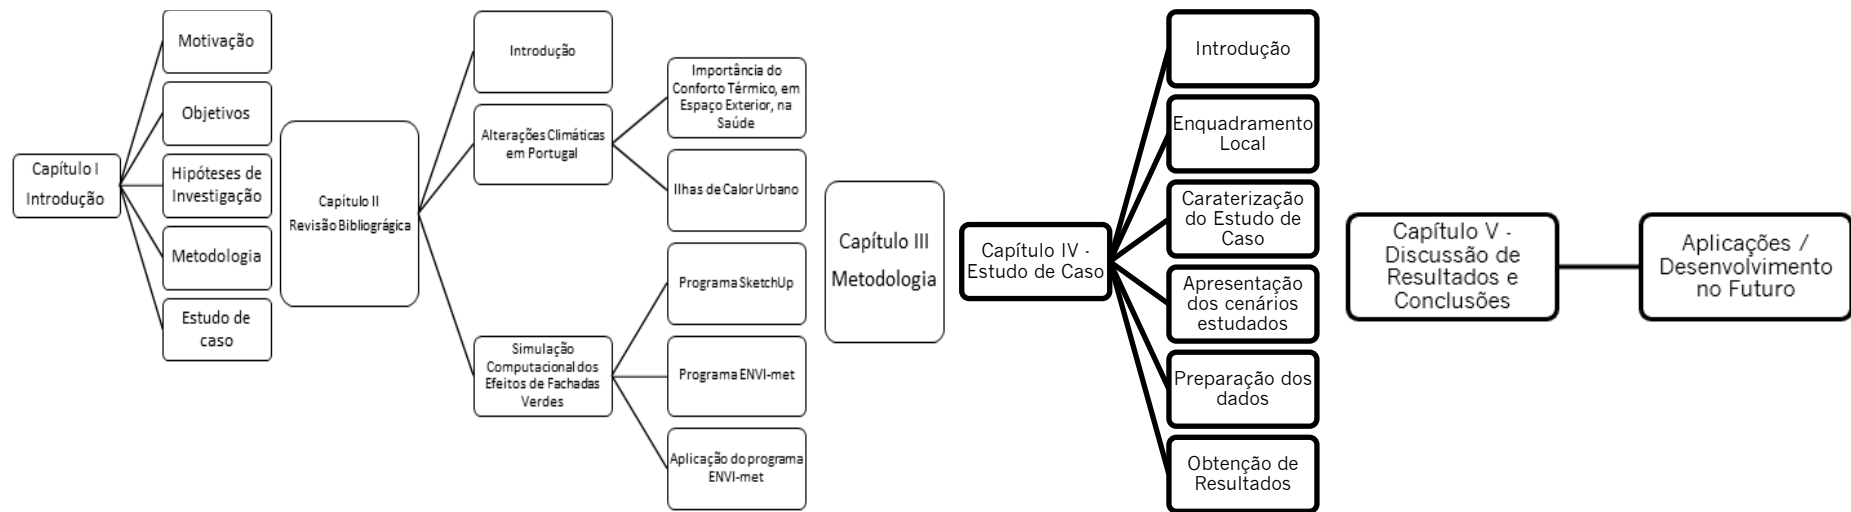 Capítulo I
Introdução
Motivação
Objetivos
Hipóteses de
Investigação
Metodologia
Estudo de
caso
Capítulo II
Revisão Bibliográgica
Introdução
Alterações Climáticas
em Portugal
Importância do
Conforto Térmico, em
Espaço Exterior, na
Saúde
Ilhas de Calor Urbano
Simulação
Computacional dos
Efeitos de Fachadas
Verdes
Programa SketchUp
Programa ENVI-met
Aplicação do programa
ENVI-met
Capítulo III
Metodologia
Capítulo IV -
Estudo de Caso
Introdução
Enquadramento
Local
Caraterização
do Estudo de
Caso
Apresentação
dos cenários
estudados
Preparação dos
dados
Obtenção de
Resultados
Capítulo V -
Discussão de
Resultados e
Conclusões
Aplicações /
Desenvolvimento
no Futuro